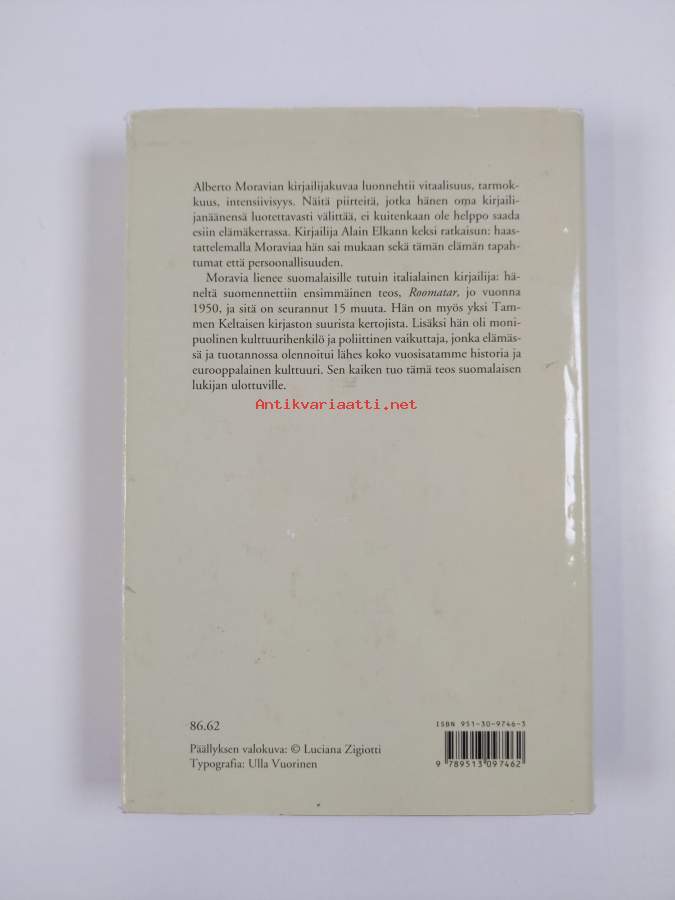 Alberto Moravian kirjailijakuvaa luonnehtii vitaalisuus, tarmok-
kuus, intensiivisyys. Näitä piirteitä, jotka hänen oma kirjaili-
janäänensä luotettavasti välittää, ei kuitenkaan ole helppo saada
esiin elämäkerrassa. Kirjailija Alain Elkann keksi ratkaisun: haas-
tattelemalla Moraviaa hän sai mukaan sekä tämän elämän tapah-
tumat että persoonallisuuden.
Moravia lienee suomalaisille tutuin italialainen kirjailija: hä-
neltä suomennettiin ensimmäinen teos, Roomatar, jo vuonna
1950, ja sitä on seurannut 15 muuta. Hän on myös yksi Tam-
men Keltaisen kirjaston suurista kertojista. Lisäksi hän oli moni-
puolinen kulttuurihenkilö ja poliittinen vaikuttaja, jonka elämäs-
sä ja tuotannossa olennoitui lähes koko vuosisatamme historia ja
eurooppalainen kulttuuri. Sen kaiken tuo tämä teos suomalaisen
lukijan ulottuville.
Antikvariaatti.net
86.62
Päällyksen valokuva: © Luciana Zigiotti
Typografia: Ulla Vuorinen
ISBN 951-30-9746-3
9 789513 097462